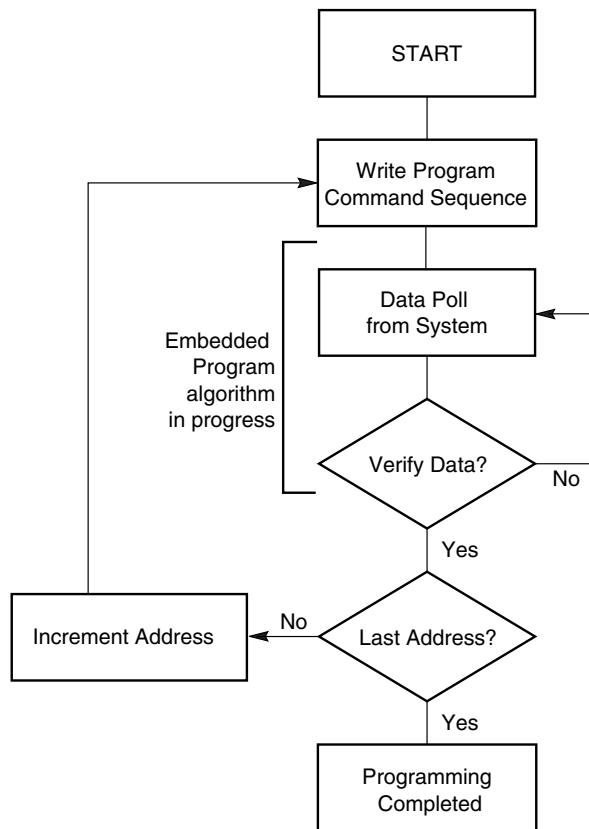 START
Write Program
Command Sequence
Data Poll
from System
Embedded
Program
algorithm
in progress
Verify Data?
No
Yes
Increment Address
No
Last Address?
Yes
Programming
Completed